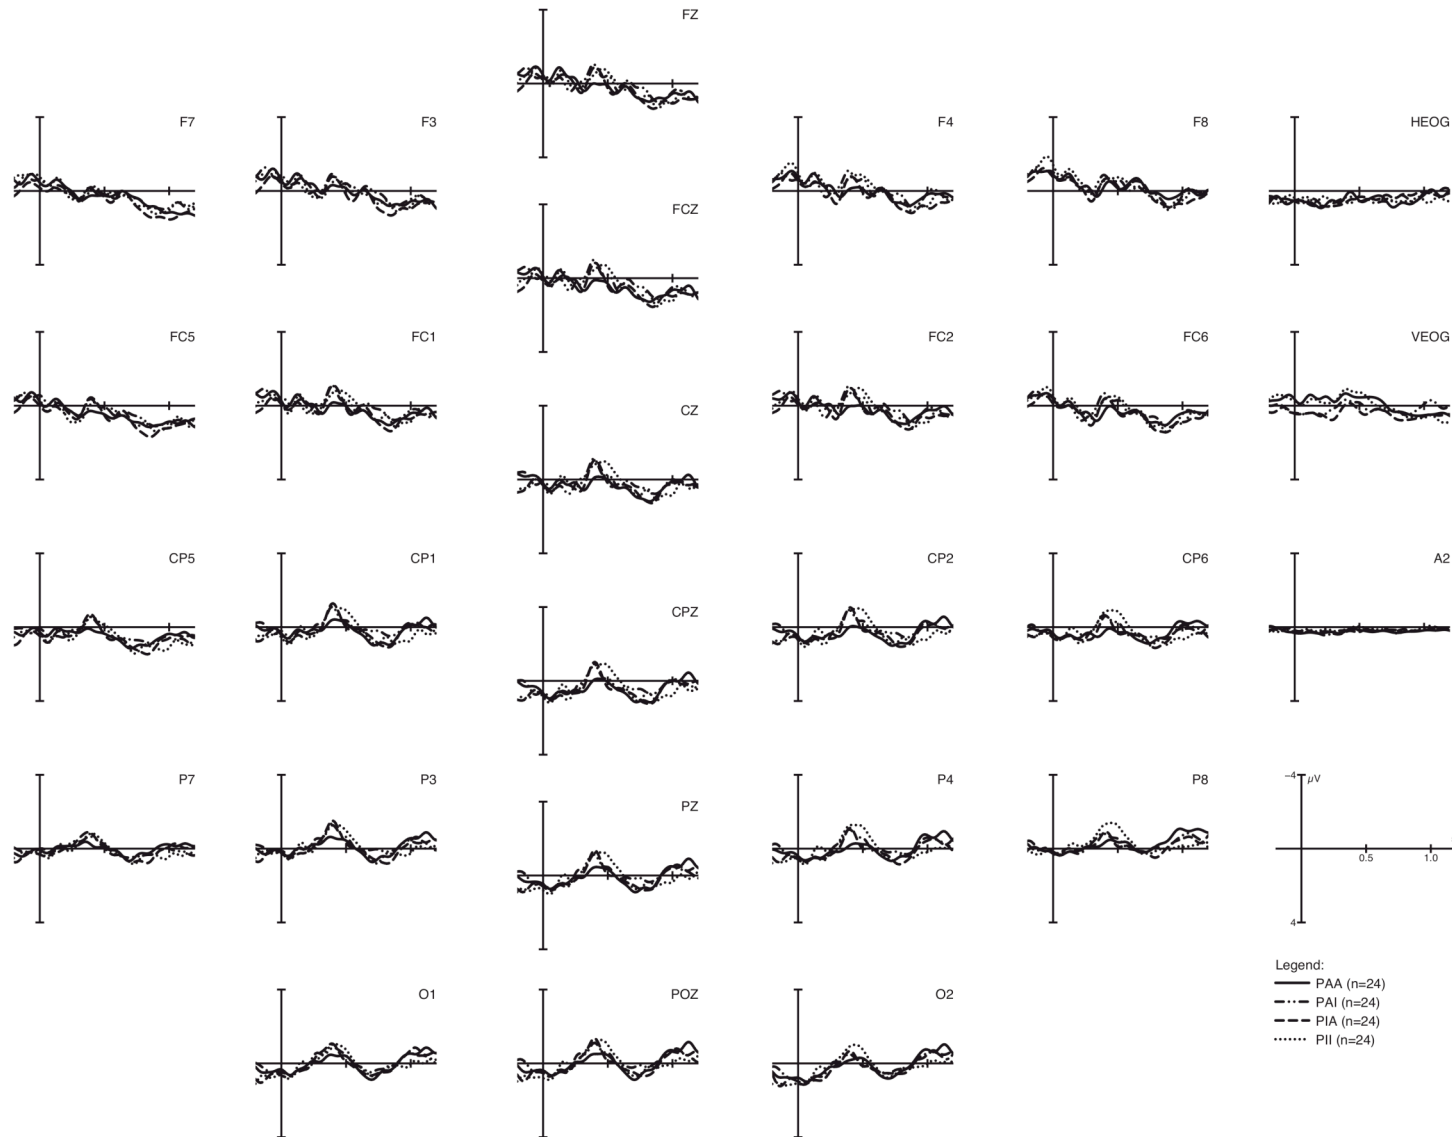 FZ
F7 F3 F4 F8 HEOG
FCZ
FC5 FC1 FC2 FC6 VEOG
CZ
CP5 CP1 CP2 CP6 A2
CPZ
P7 P3 P4 P8 −4 µV
PZ
0.5 1.0
4
Legend:
PAA (n=24)
O1 POZ O2
PAI (n=24)
PIA (n=24)
PII (n=24)